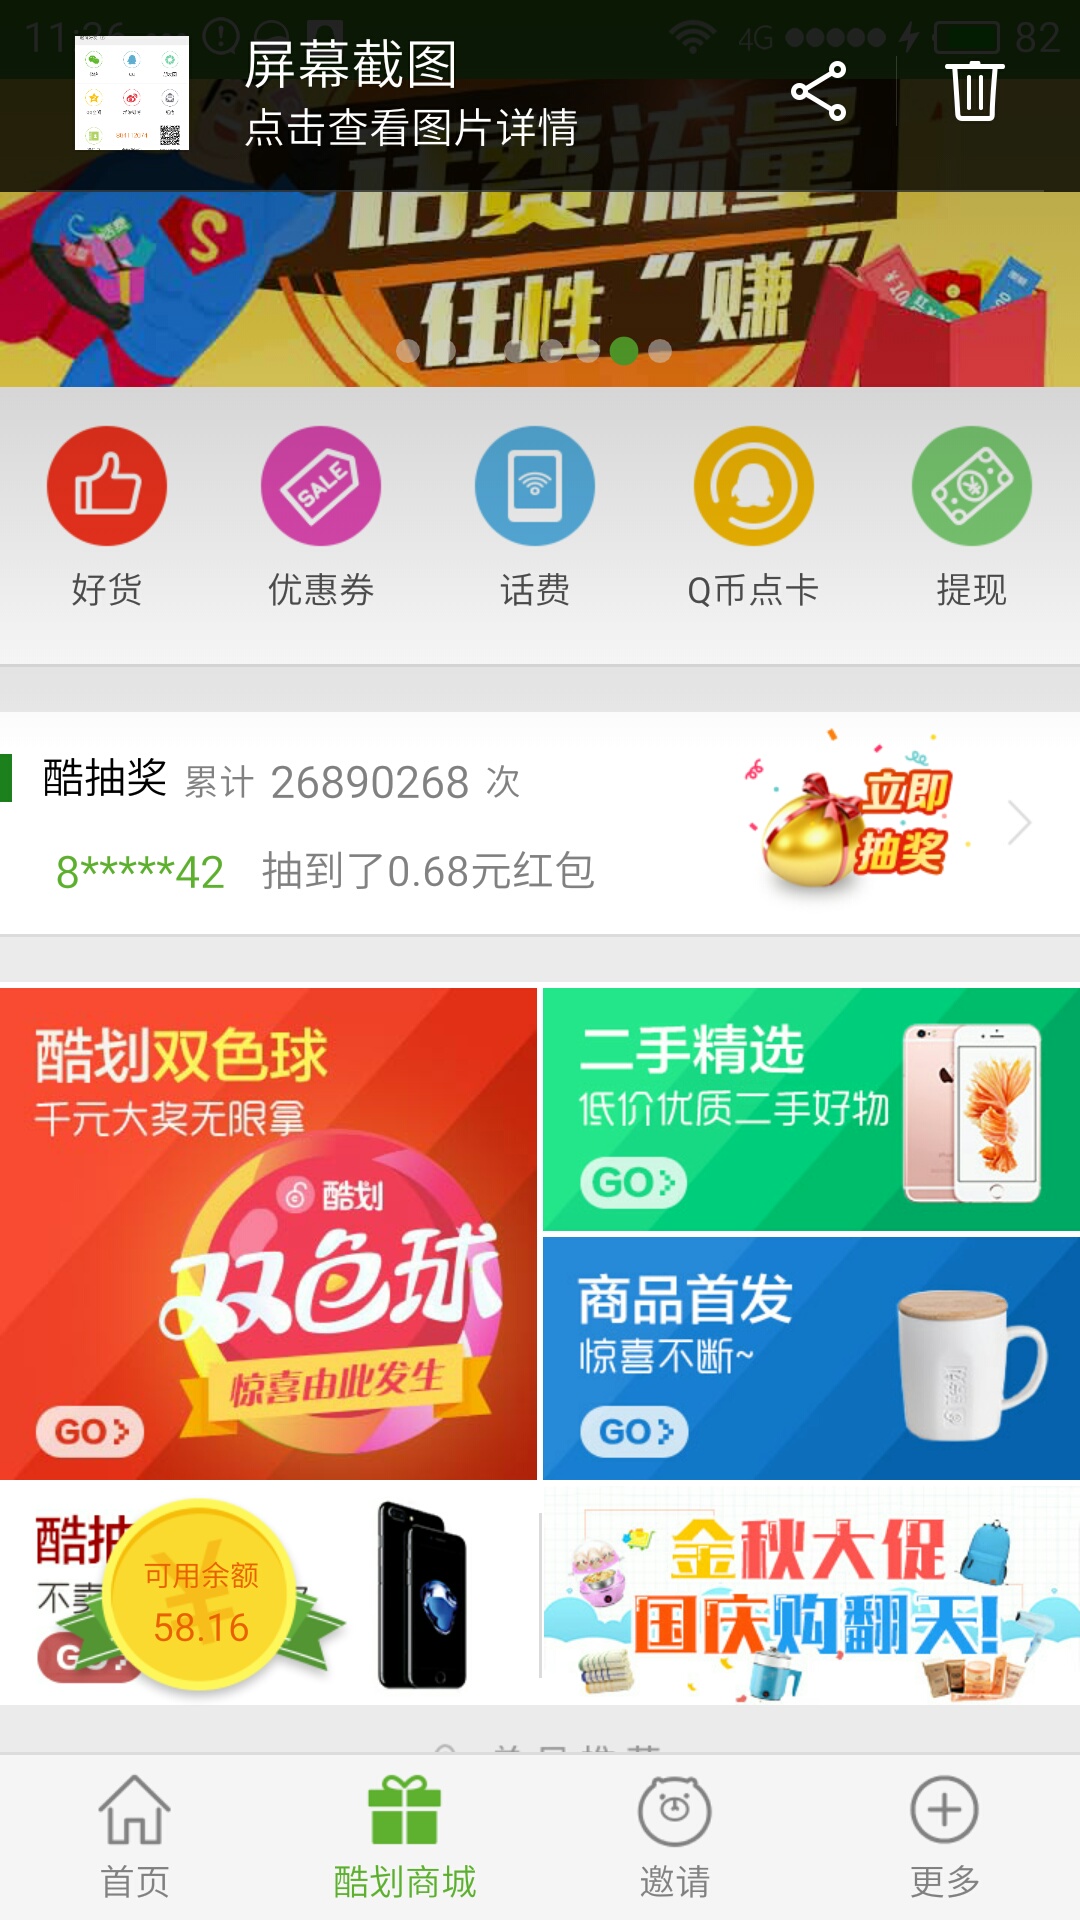 11:26
4G
82
屏幕截图
点击查看图片详情
话费流量
任性“赚”
好货
优惠券
SALE
话费
Q币点卡
提现
酷抽奖 累计 26890268 次
8*****42 抽到了0.68元红包
立即
抽奖
酷划双色球
千元大奖无限拿
酷划
双色球
惊喜由此发生
GO
二手精选
低价优质二手好物
GO
商品首发
惊喜不断~
GO
酷抽
不卖
可用余额
58.16
金秋大促
国庆购翻天!
首页
酷划商城
邀请
更多